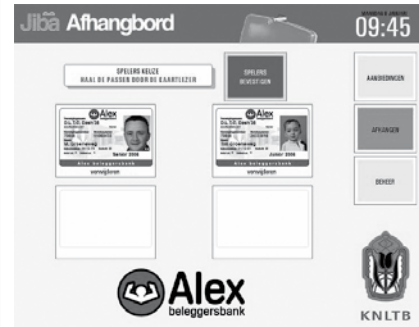 club
Jiba Afhangbord
09:45
SPELERS KEUZE
HAAL DE PASSEN DOOR DE KAARTLEZER
SPELERS
BEVESTIGEN
AANBIEDINGEN
AFHANGEN
BEHEER
Alex
Senior 2006
Alex beleggersbank
verwijderen
Alex
Junior 2006
Alex beleggersbank
verwijderen
Alex
beleggersbank
KNLTB